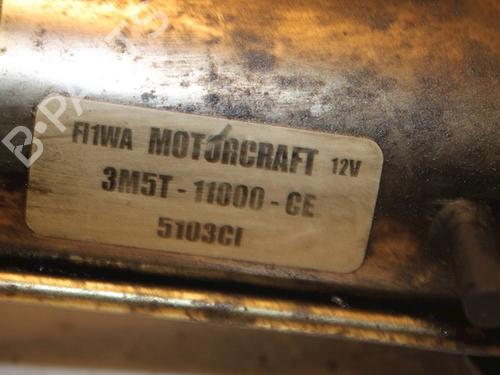 FI1WA MOTORCRAFT 12V
3M5T - 11000 - CE
5103CI